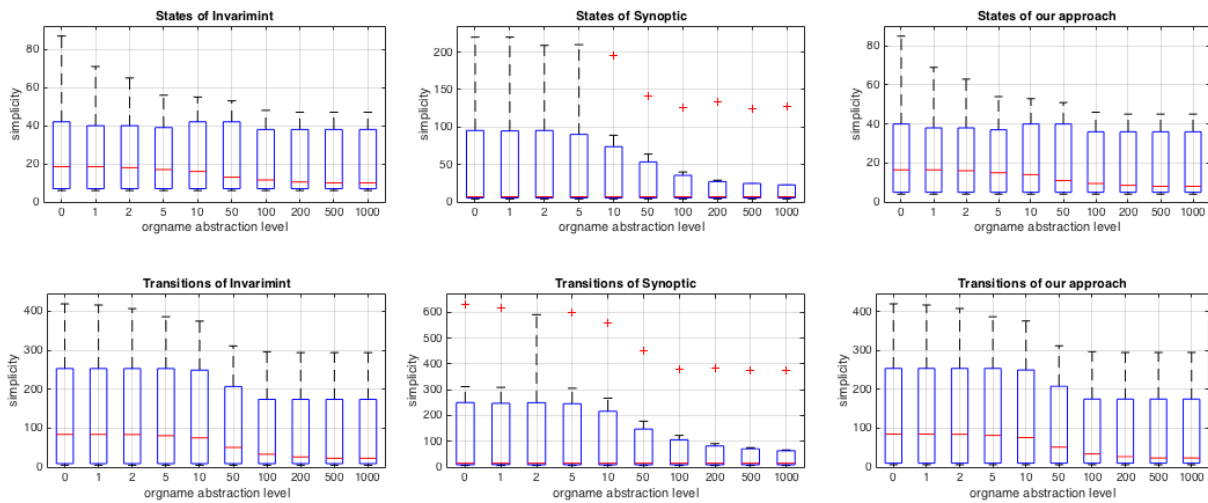 States of Invarimint
simplicity
80
60
40
20
0
0 1 2 5 10 50 100 200 500 1000
orgname abstraction level
States of Synoptic
simplicity
200
150
100
50
0
0 1 2 5 10 50 100 200 500 1000
orgname abstraction level
States of our approach
simplicity
80
60
40
20
0
0 1 2 5 10 50 100 200 500 1000
orgname abstraction level
Transitions of Invarimint
simplicity
400
300
200
100
0
0 1 2 5 10 50 100 200 500 1000
orgname abstraction level
Transitions of Synoptic
simplicity
600
500
400
300
200
100
0
0 1 2 5 10 50 100 200 500 1000
orgname abstraction level
Transitions of our approach
simplicity
400
300
200
100
0
0 1 2 5 10 50 100 200 500 1000
orgname abstraction level